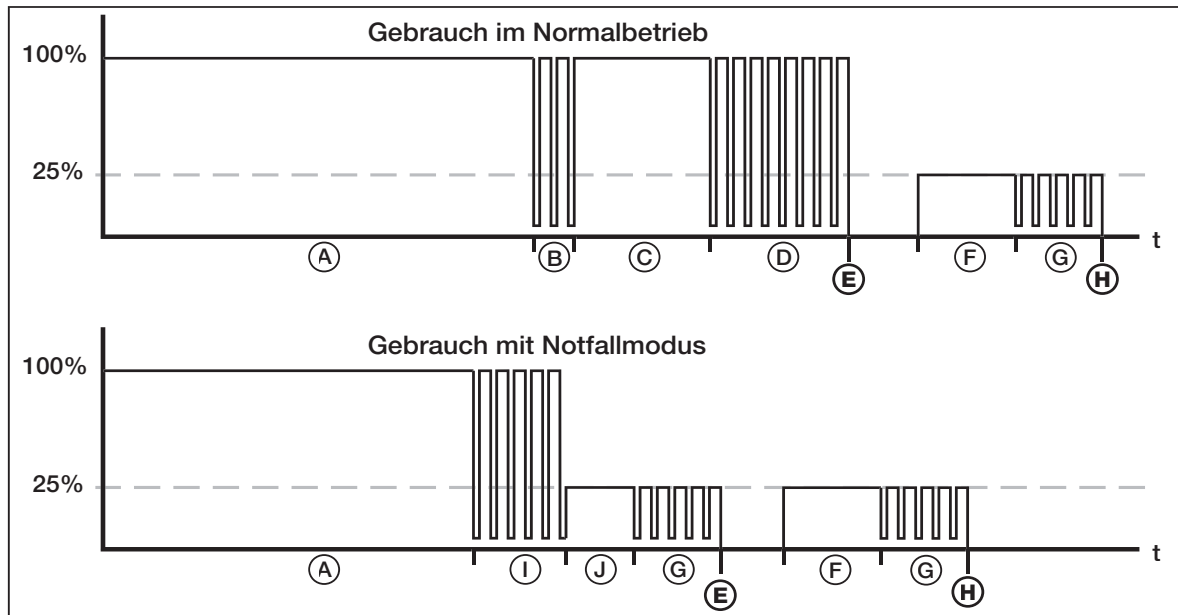 Gebrauch im Normalbetrieb
100%
25%
t
A B C D E F G H
Gebrauch mit Notfallmodus
100%
25%
t
A I J G E F G H